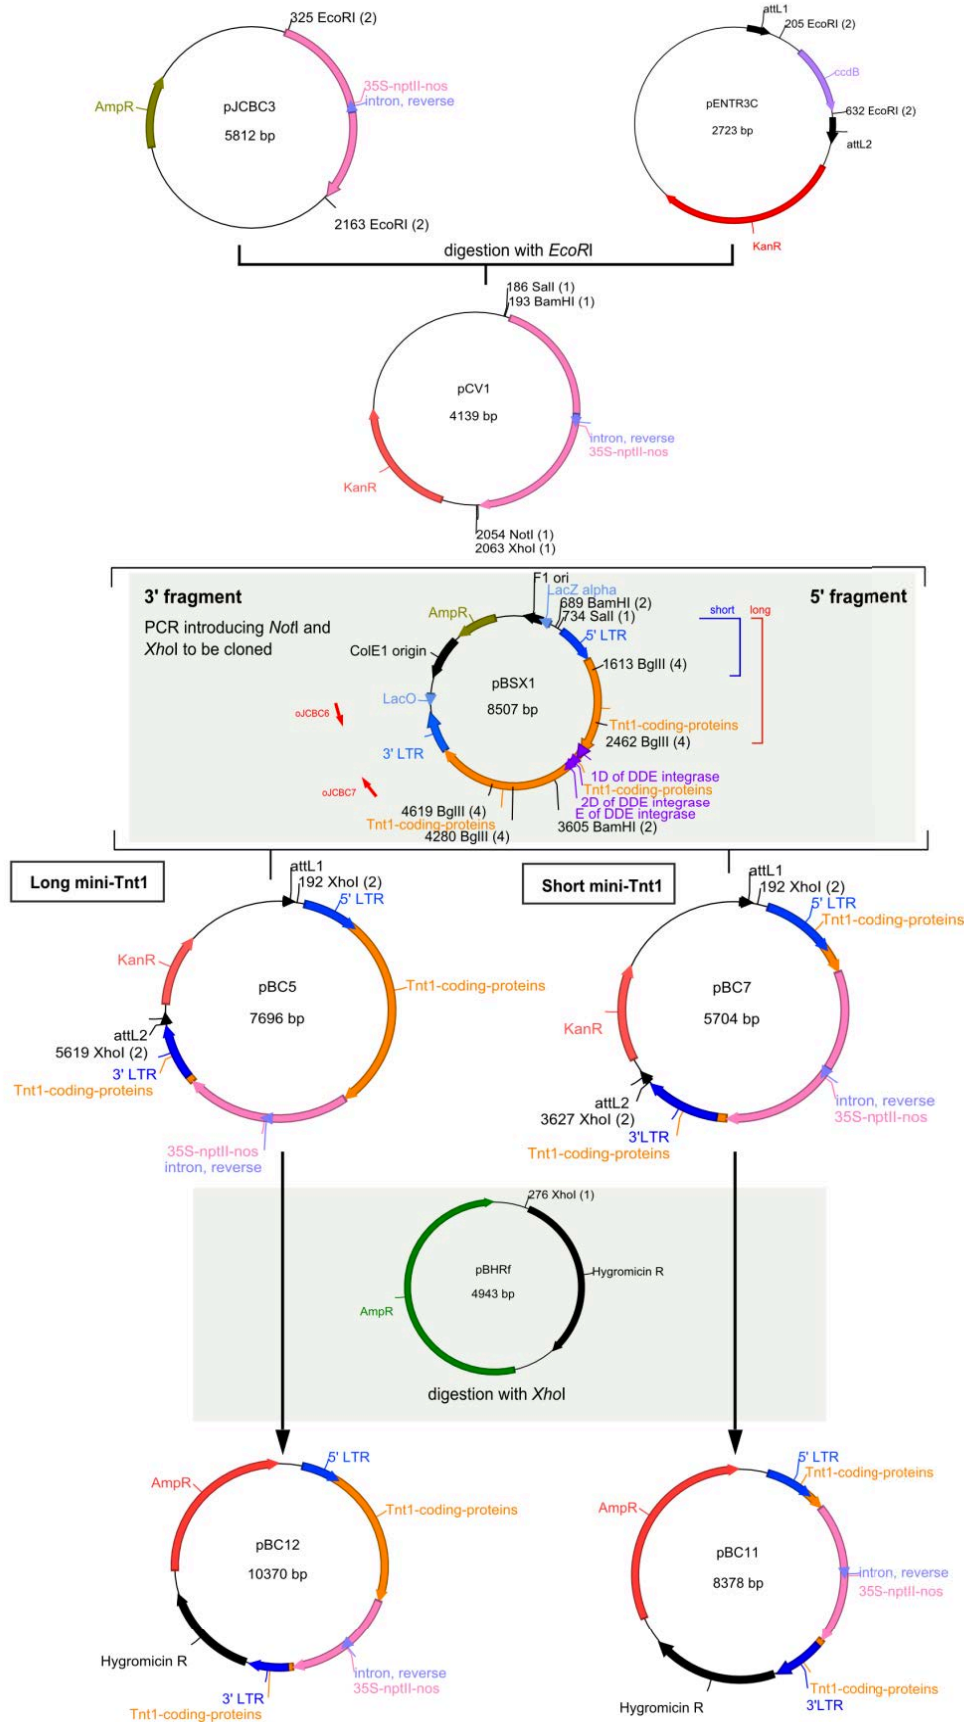 325 EcoRI (2)
35S-nptII-nos
intron, reverse
AmpR
pJCBC3
5812 bp
2163 EcoRI (2)
attL1
205 EcoRI (2)
ccdB
pENTR3C
2723 bp
632 EcoRI (2)
attL2
KanR
digestion with EcoRI
186 SalI (1)
193 BamHI (1)
pCV1
4139 bp
intron, reverse
35S-nptII-nos
KanR
2054 NotI (1)
2063 XhoI (1)
3' fragment
PCR introducing NotI and
XhoI to be cloned
5' fragment
short
long
F1 ori
LacZ alpha
689 BamHI (2)
734 SalI (1)
5' LTR
AmpR
ColE1 origin
1613 BglII (4)
pBSX1
8507 bp
LacO
oJCBC6
Tnt1-coding-proteins
2462 BglII (4)
3' LTR
1D of DDE integrase
Tnt1-coding-proteins
2D of DDE integrase
E of DDE integrase
oJCBC7
4619 BglII (4)
Tnt1-coding-proteins
4280 BglII (4)
3605 BamHI (2)
Long mini-Tnt1
attL1
192 XhoI (2)
5' LTR
KanR
Tnt1-coding-proteins
pBC5
7696 bp
attL2
5619 XhoI (2)
3' LTR
Tnt1-coding-proteins
35S-nptII-nos
intron, reverse
Short mini-Tnt1
attL1
192 XhoI (2)
5' LTR
Tnt1-coding-proteins
pBC7
5704 bp
KanR
attL2
3627 XhoI (2)
3'LTR
Tnt1-coding-proteins
intron, reverse
35S-nptII-nos
276 XhoI (1)
pBHRf
4943 bp
Hygromicin R
AmpR
digestion with XhoI
5' LTR
AmpR
Tnt1-coding-proteins
pBC12
10370 bp
Hygromicin R
intron, reverse
35S-nptII-nos
3' LTR
Tnt1-coding-proteins
5' LTR
Tnt1-coding-proteins
AmpR
pBC11
8378 bp
intron, reverse
35S-nptII-nos
Tnt1-coding-proteins
3'LTR
Hygromicin R